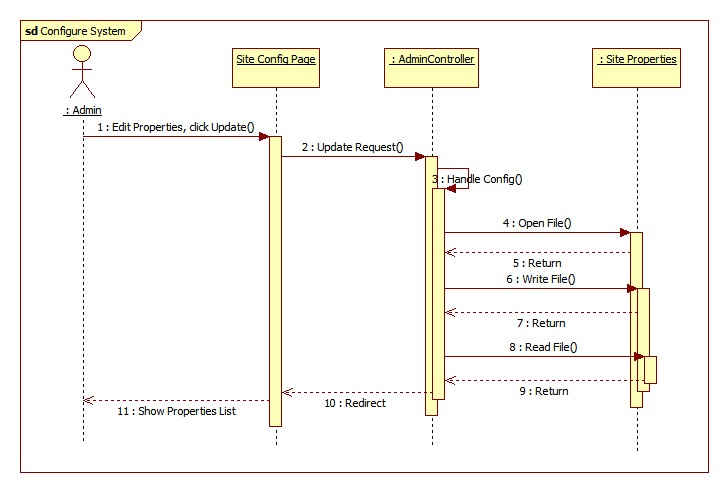 sd Configure System
Site Config Page
: AdminController
: Site Properties
: Admin
1 : Edit Properties, click Update()
2 : Update Request()
3 : Handle Config()
4 : Open File()
5 : Return
6 : Write File()
7 : Return
8 : Read File()
9 : Return
10 : Redirect
11 : Show Properties List